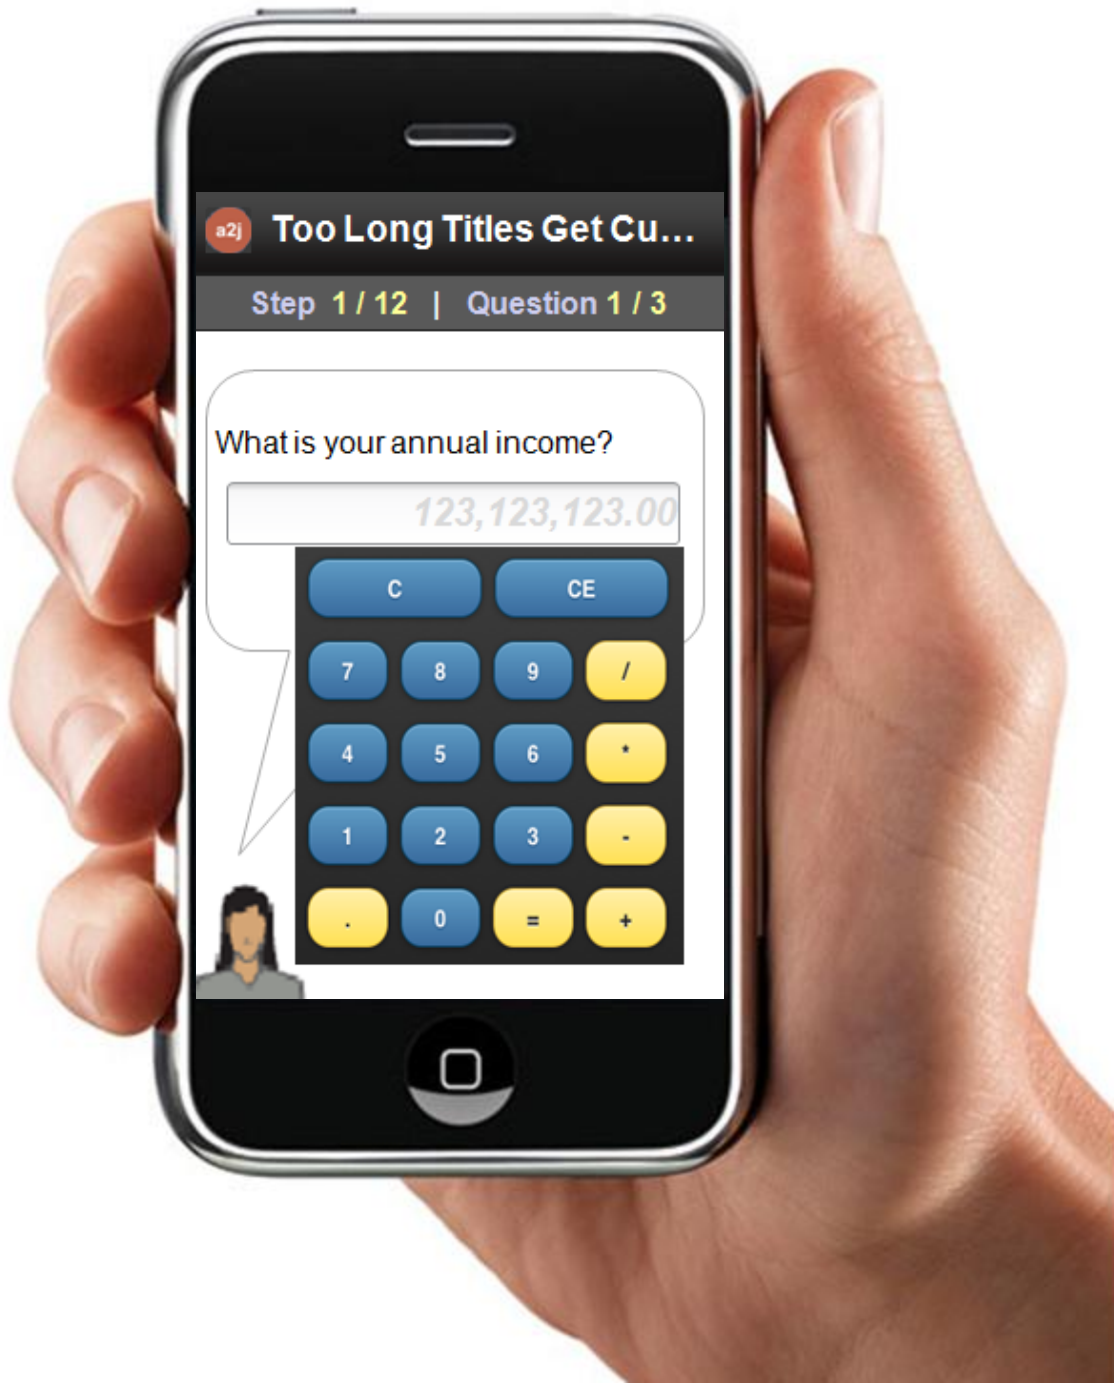 a2j Too Long Titles Get Cu...
Step 1 / 12 | Question 1 / 3
What is your annual income?
123,123,123.00
C CE
7 8 9 /
4 5 6 *
1 2 3 -
. 0 = +